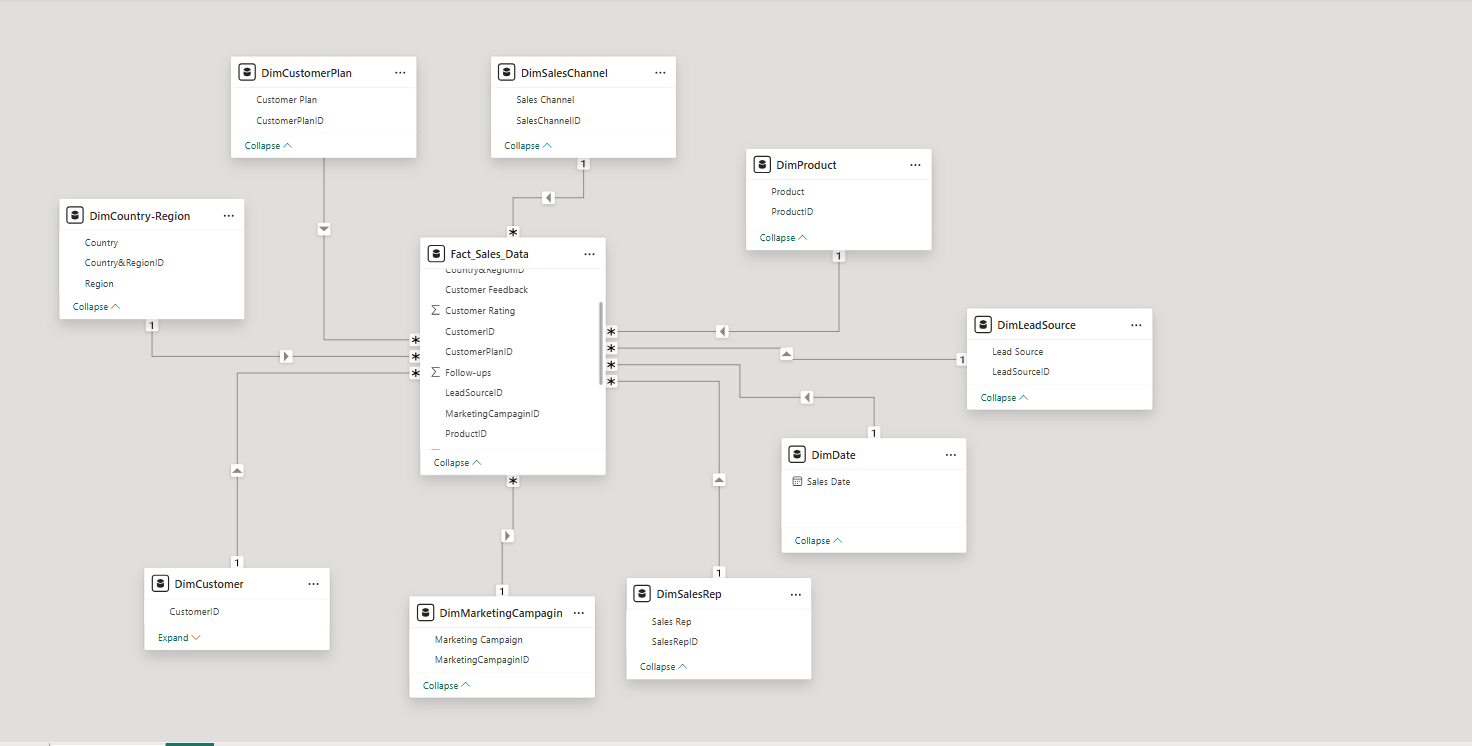 DimCustomerPlan
Customer Plan
CustomerPlanID
Collapse
DimSalesChannel
Sales Channel
SalesChannelID
Collapse
1
DimProduct
Product
ProductID
Collapse
1
DimCountry-Region
Country
Country&RegionID
Region
Collapse
1
*
Fact_Sales_Data
Country&RegionID
Customer Feedback
Σ Customer Rating
CustomerID
CustomerPlanID
Σ Follow-ups
LeadSourceID
MarketingCampaginID
ProductID
Collapse
*
*
*
*
*
*
*
*
DimLeadSource
Lead Source
LeadSourceID
Collapse
1
1
DimDate
Sales Date
Collapse
1
DimCustomer
CustomerID
Expand
1
DimMarketingCampagin
Marketing Campaign
MarketingCampaginID
Collapse
1
DimSalesRep
Sales Rep
SalesRepID
Collapse